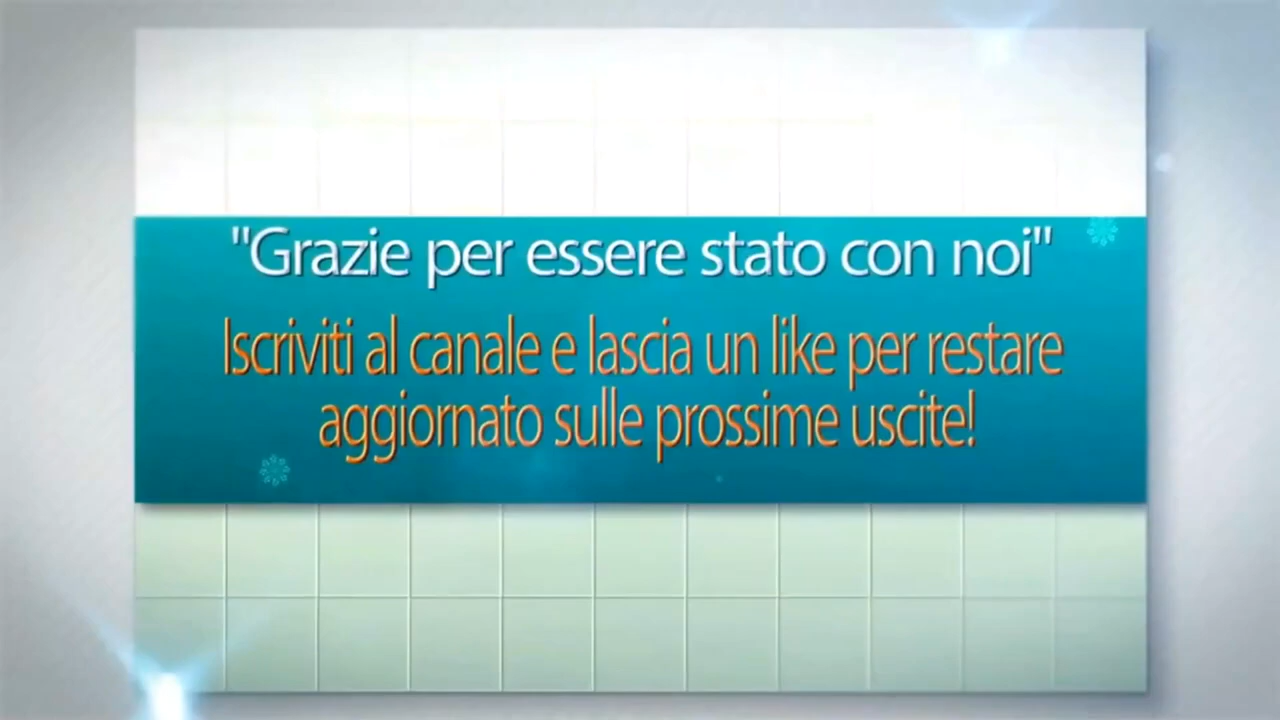 "Grazie per essere stato con noi"
Iscriviti al canale e lascia un like per restare
aggiornato sulle prossime uscite!